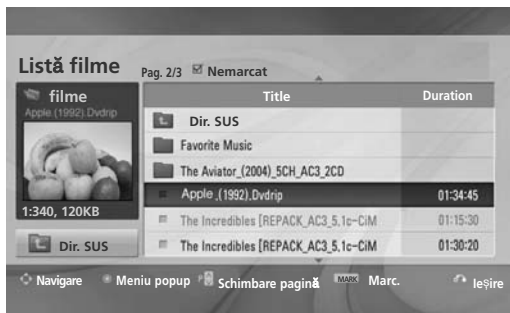 Listă filme Pag. 2/3 Nemarcat
filme
Apple.(1992).Dvdrip
1:340, 120KB
Dir. SUS
Title Duration
Dir. SUS
Favorite Music
The Aviator_(2004)_5CH_AC3_2CD
Apple.(1992).Dvdrip 01:34:45
The Incredibles [REPACK_AC3_5.1c-CiM 01:15:30
The Incredibles [REPACK_AC3_5.1c-CiM 01:30:20
Navigare Meniu popup P Schimbare pagină MARK Marc. Ieşire